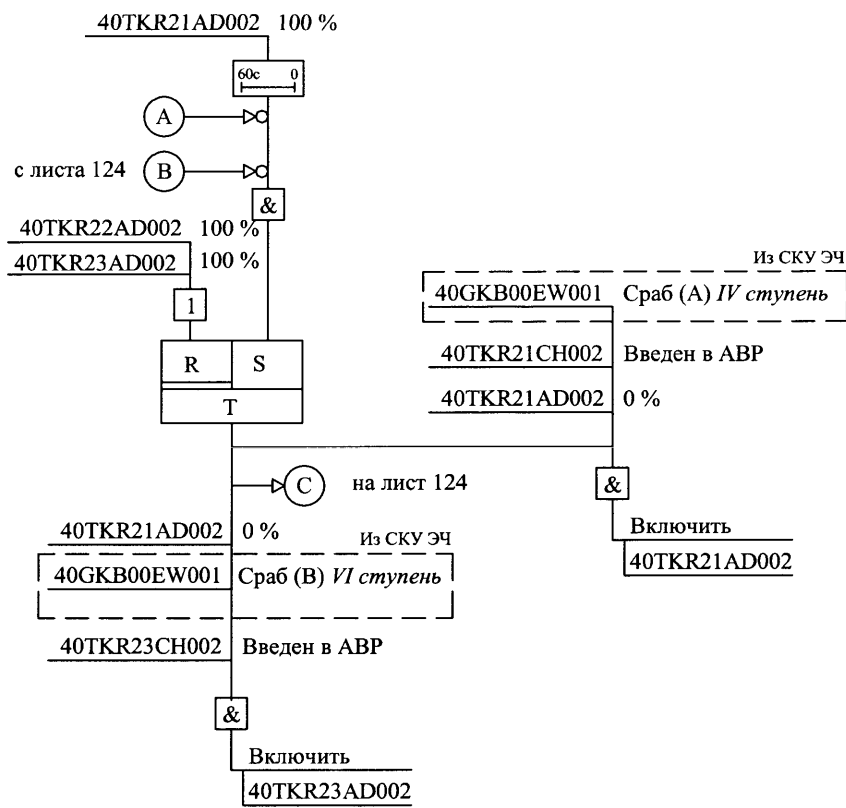 40TKR21AD002 100 %
60с 0
A
с листа 124 B
&
40TKR22AD002 100 %
40TKR23AD002 100 %
1
R S
T
Из СКУ ЭЧ
40GKB00EW001 Сраб (А) IV ступень
40TKR21CH002 Введен в АВР
40TKR21AD002 0 %
&
Включить
40TKR21AD002
C на лист 124
40TKR21AD002 0 %
Из СКУ ЭЧ
40GKB00EW001 Сраб (В) VI ступень
40TKR23CH002 Введен в АВР
&
Включить
40TKR23AD002